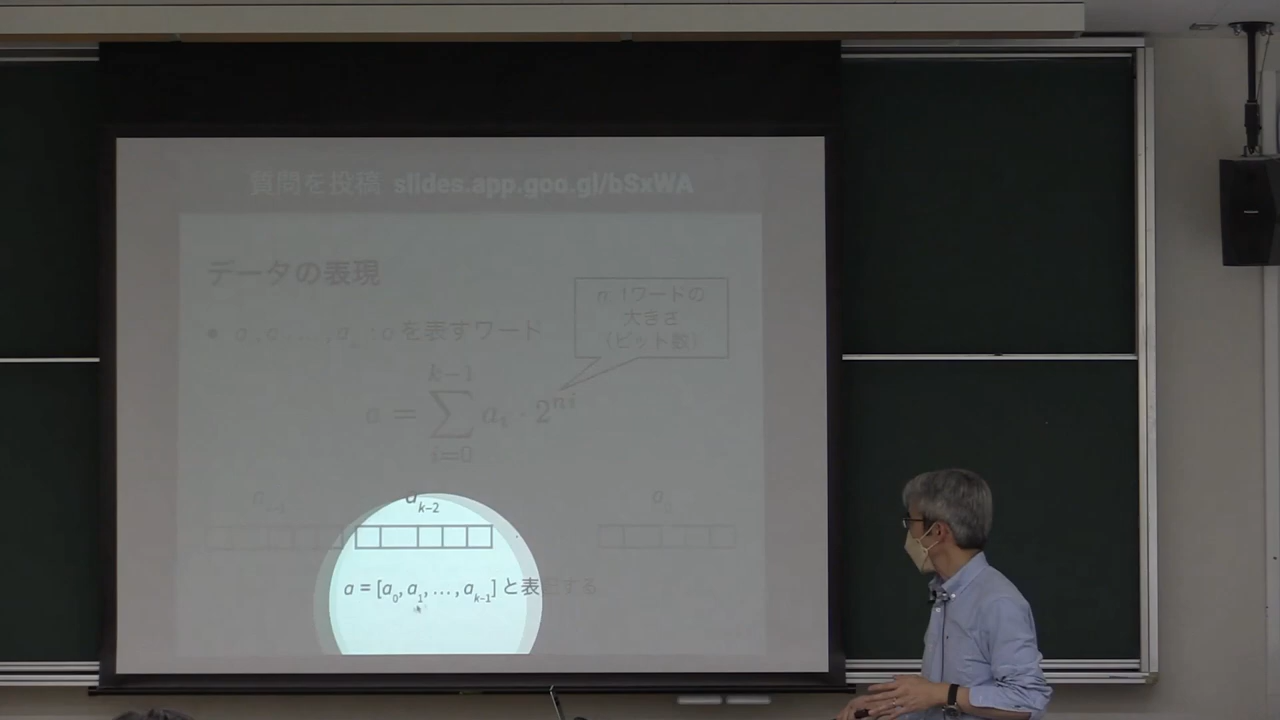 質問を投稿 slides.app.goo.gl/bSxWA
データの表現
n 1ワードの
大きさ
(ビット数)
を表すワード
k−1
a = ∑ a_i · 2^{ni}
i=0
a_{k-2}
a = [a_0, a_1, …, a_{k-1}] と表記する